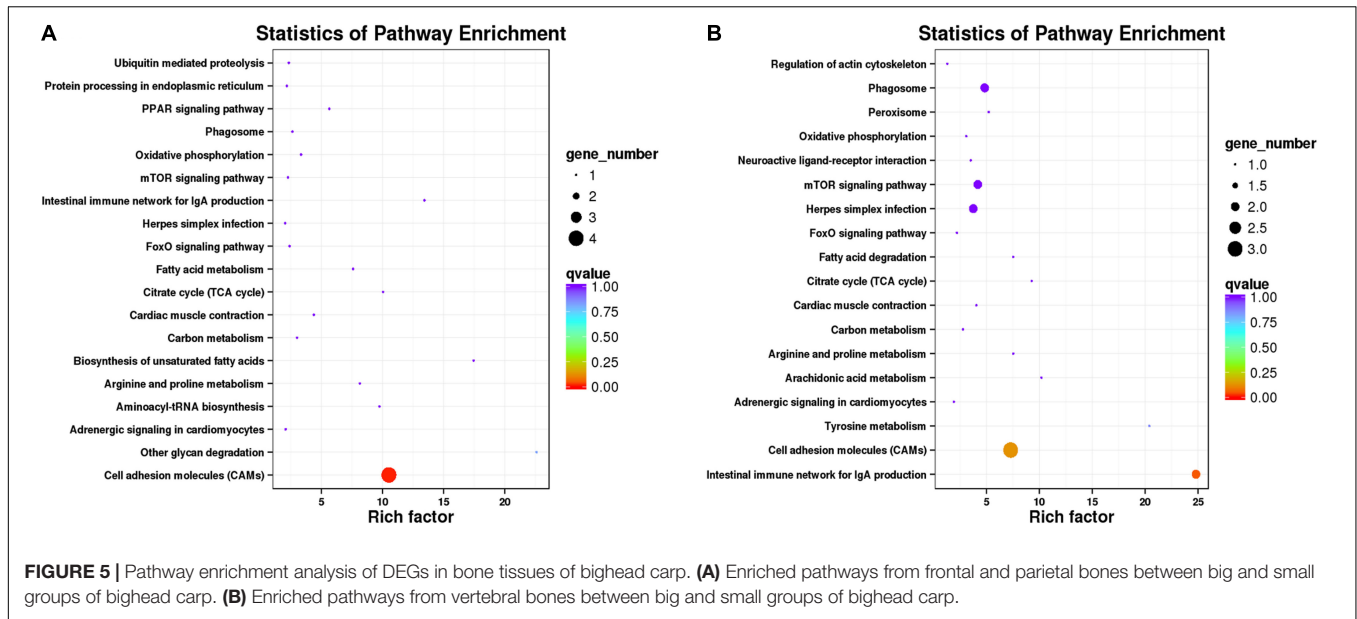 A
Statistics of Pathway Enrichment
Ubiquitin mediated proteolysis
Protein processing in endoplasmic reticulum
PPAR signaling pathway
Phagosome
Oxidative phosphorylation
mTOR signaling pathway
Intestinal immune network for IgA production
Herpes simplex infection
FoxO signaling pathway
Fatty acid metabolism
Citrate cycle (TCA cycle)
Cardiac muscle contraction
Carbon metabolism
Biosynthesis of unsaturated fatty acids
Arginine and proline metabolism
Aminoacyl-tRNA biosynthesis
Adrenergic signaling in cardiomyocytes
Other glycan degradation
Cell adhesion molecules (CAMs)
5 10 15 20
Rich factor
gene_number
1
2
3
4
qvalue
1.00
0.75
0.50
0.25
0.00
B
Statistics of Pathway Enrichment
Regulation of actin cytoskeleton
Phagosome
Peroxisome
Oxidative phosphorylation
Neuroactive ligand-receptor interaction
mTOR signaling pathway
Herpes simplex infection
FoxO signaling pathway
Fatty acid degradation
Citrate cycle (TCA cycle)
Cardiac muscle contraction
Carbon metabolism
Arginine and proline metabolism
Arachidonic acid metabolism
Adrenergic signaling in cardiomyocytes
Tyrosine metabolism
Cell adhesion molecules (CAMs)
Intestinal immune network for IgA production
5 10 15 20 25
Rich factor
gene_number
1.0
1.5
2.0
2.5
3.0
qvalue
1.00
0.75
0.50
0.25
0.00
FIGURE 5 | Pathway enrichment analysis of DEGs in bone tissues of bighead carp. (A) Enriched pathways from frontal and parietal bones between big and small
groups of bighead carp. (B) Enriched pathways from vertebral bones between big and small groups of bighead carp.